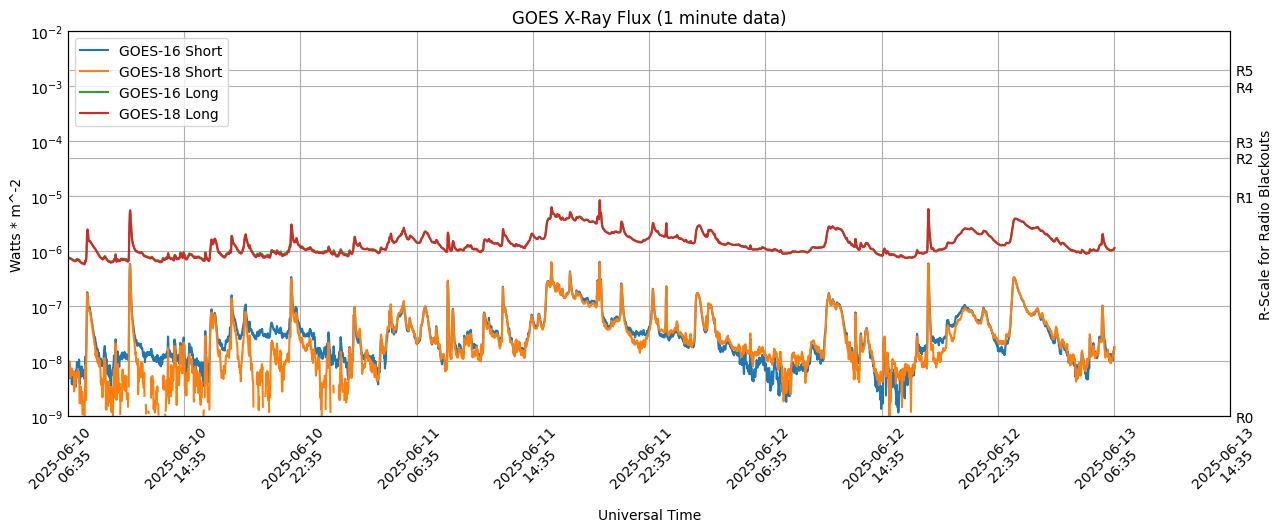 GOES X-Ray Flux (1 minute data)
GOES-16 Short
GOES-18 Short
GOES-16 Long
GOES-18 Long
10^-2
10^-3
10^-4
10^-5
10^-6
10^-7
10^-8
10^-9
Watts * m^-2
R5
R4
R3
R2
R1
R0
R-Scale for Radio Blackouts
2025-06-10
06:35
2025-06-10
14:35
2025-06-10
22:35
2025-06-11
06:35
2025-06-11
14:35
2025-06-11
22:35
2025-06-12
06:35
2025-06-12
14:35
2025-06-12
22:35
2025-06-13
06:35
2025-06-13
14:35
Universal Time